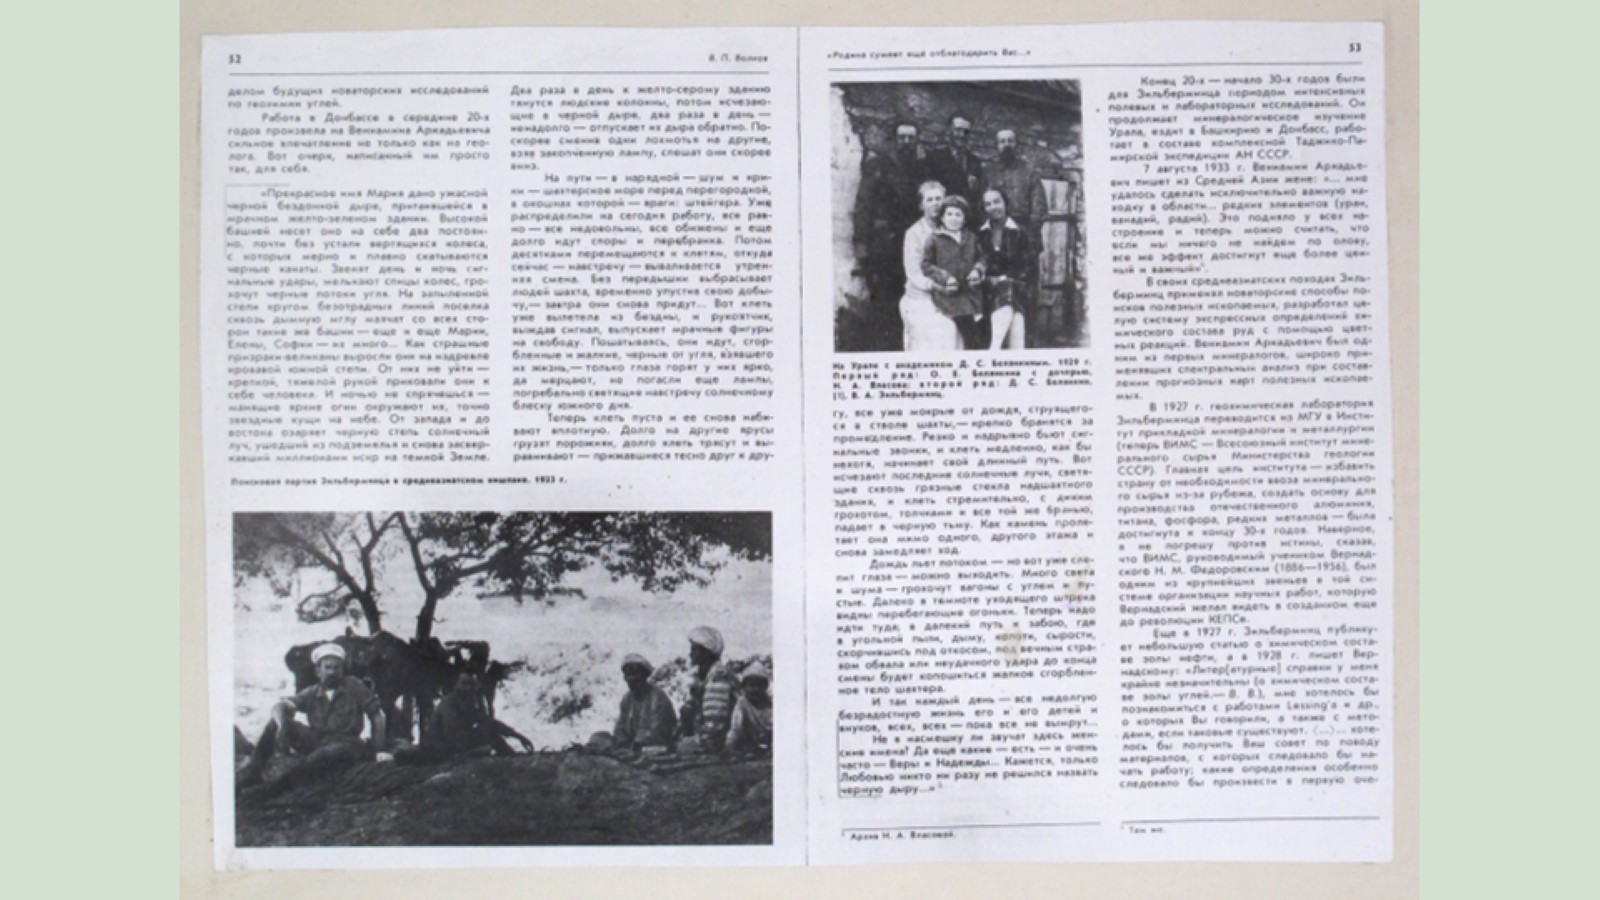 52
В. П. Волков
делом будущих новаторских исследований
по геохимии углей.
Работа в Донбассе в середине 20-х
годов произвела на Вениамина Аркадьевича
сильное впечатление не только как на гео-
лога. Вот очерк, написанный им просто
так, для себя.
«Прекрасное имя Мария дано ужасной
черной бездонной дыре, притаившейся в
мрачном желто-зеленом здании. Высокой
башней несет оно на себе два постоян-
но, почти без устали вертящихся колеса,
с которых мерно и плавно скатываются
черные канаты. Звенят день и ночь сиг-
нальные удары, мелькают спицы колес, гро-
хочут черные потоки угля. На запыленной
степи кругом безотрадных линий поселка
сквозь дымную мглу маячат со всех сто-
рон такие же башни — еще и еще Марии,
Елены, Софии — их много... Как страшные
призраки-великаны выросли они на издревле
кровавой южной степи. От них не уйти —
крепкой, тяжелой рукой приковали они к
себе человека. И ночью не спрячешься —
манящие яркие огни окружают их, точно
звездные кущи на небе. От запада и до
востока озаряет черную степь солнечный
луч, ушедший из подземелья и снова засвер-
кавший миллионами искр на темной Земле.
Два раза в день к желто-серому зданию
тянутся людские колонны, потом исчезаю-
щие в черной дыре, два раза в день —
ненадолго — отпускает их дыра обратно. По-
скорее сменив одни лохмотья на другие,
взяв закопченную лампу, спешат они скорее
вниз.
На пути — в нарядной — шум и кри-
ки — шахтерское море перед перегородкой,
в окошках которой — враги: штейгера. Уже
распределили на сегодня работу, все рав-
но — все недовольны, все обижены и еще
долго идут споры и перебранка. Потом
десятками перемещаются к клетям, откуда
сейчас — навстречу — вываливается утрен-
няя смена. Без передышки выбрасывает
людей шахта, временно упустив свою добы-
чу,— завтра они снова придут... Вот клеть
уже вылетела из бездны, и рукоятчик,
выждав сигнал, выпускает мрачные фигуры
на свободу. Пошатываясь, они идут, сгор-
бленные и жалкие, черные от угля, взявшего
их жизнь,— только глаза горят у них ярко,
да мерцают, не погасли еще лампы,
погребально светящие навстречу солнечному
блеску южного дня.
Теперь клеть пуста и ее снова наби-
вают вплотную. Долго на другие ярусы
грузят порожняк, долго клеть трясут и вы-
равнивают — прижавшиеся тесно друг к дру-
Поисковая партия Зильберминца в среднеазиатском кишлаке. 1933 г.
«Родина сумеет ещё отблагодарить Вас...»
53
На Урале с академиком Д. С. Белянкиным. 1929 г.
Первый ряд: О. В. Белянкина с дочерью,
Н. А. Власова; второй ряд: Д. С. Белянкин,
(1), В. А. Зильберминц.
гу, все уже мокрые от дождя, струящего-
ся в стволе шахты,— крепко бранятся за
промедление. Резко и надрывно бьют сиг-
нальные звонки, и клеть медленно, как бы
нехотя, начинает свой длинный путь. Вот
исчезают последние солнечные лучи, светя-
щие сквозь грязные стекла надшахтного
здания, и клеть стремительно, с диким
грохотом, толчками и все той же бранью,
падает в черную тьму. Как камень проле-
тает она мимо одного, другого этажа и
снова замедляет ход.
Дождь льет потоком — но вот уже сле-
пит глаза — можно выходить. Много света
и шума — грохочут вагоны с углем и пу-
стые. Далеко в темноте уходящего штрека
видны перебегающие огоньки. Теперь надо
идти туда; в далекий путь к забою, где
в угольной пыли, дыму, копоти, сырости,
скорчившись под откосом, под вечным стра-
хом обвала или неудачного удара до конца
смены будет копошиться жалкое сгорблен-
ное тело шахтера.
И так каждый день — все недолгую
безрадостную жизнь его и его детей и
внуков, всех, всех — пока все не вымрут...
Не в насмешку ли звучат здесь жен-
ские имена? Да еще какие — есть — и очень
часто — Веры и Надежды... Кажется, только
Любовью никто ни разу не решился назвать
черную дыру...»
Архив Н. А. Власовой.
Конец 20-х — начало 30-х годов были
для Зильберминца периодом интенсивных
полевых и лабораторных исследований. Он
продолжает минералогическое изучение
Урала, ездит в Башкирию и Донбасс, рабо-
тает в составе комплексной Таджико-Па-
мирской экспедиции АН СССР.
7 августа 1933 г. Вениамин Аркадье-
вич пишет из Средней Азии жене: «... мне
удалось сделать исключительно важную на-
ходку в области... редких элементов (уран,
ванадий, радий). Это подняло у всех на-
строение и теперь можно считать, что
если мы ничего не найдем по олову,
все же эффект достигнут еще более цен-
ный и важный».
В своих среднеазиатских походах Зиль-
берминц применял новаторские способы по-
исков полезных ископаемых, разработал це-
лую систему экспрессных определений хи-
мического состава руд с помощью цвет-
ных реакций. Вениамин Аркадьевич был од-
ним из первых минералогов, широко при-
менявших спектральный анализ при состав-
лении прогнозных карт полезных ископае-
мых.
В 1927 г. геохимическая лаборатория
Зильберминца переводится из МГУ в Инсти-
тут прикладной минералогии и металлургии
(теперь ВИМС — Всесоюзный институт мине-
рального сырья Министерства геологии
СССР). Главная цель института — избавить
страну от необходимости ввоза минерально-
го сырья из-за рубежа, создать основу для
производства отечественного алюминия,
титана, фосфора, редких металлов — была
достигнута к концу 30-х годов. Наверное,
я не погрешу против истины, сказав,
что ВИМС, руководимый учеником Вернад-
ского Н. М. Федоровским (1886—1956), был
одним из крупнейших звеньев в той си-
стеме организации научных работ, которую
Вернадский желал видеть в созданном еще
до революции КЕПСе.
Еще в 1927 г. Зильберминц публику-
ет небольшую статью о химическом соста-
ве золы нефти, а в 1928 г. пишет Вер-
надскому: «Литер[атурные] справки у меня
крайне незначительны (о химическом соста-
ве золы углей.— В. В.), мне хотелось бы
познакомиться с работами Lessing'a и др.,
о которых Вы говорили, а также с мето-
дами, если таковые существуют. (...)... хоте-
лось бы получить Ваш совет по поводу
материалов, с которых следовало бы на-
чать работу; какие определения особенно
следовало бы произвести в первую оче-
Там же.